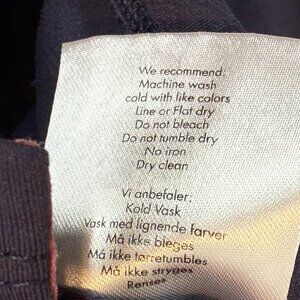 We recommend:
Machine wash
cold with like colors
Line or Flat dry
Do not bleach
Do not tumble dry
No iron
Dry clean
Vi anbefaler:
Kold Vask
Vask med lignende farver
Må ikke bleges
Må ikke tørretumbles
Må ikke stryges
Renses